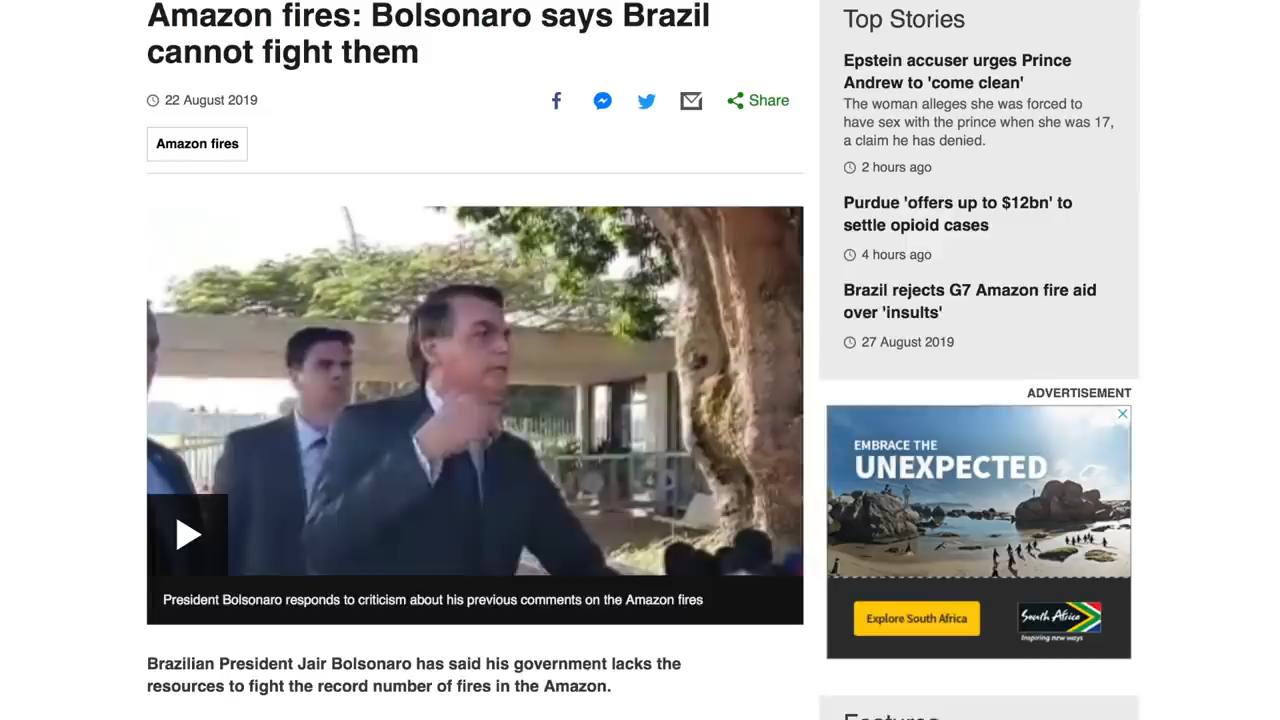 Amazon fires: Bolsonaro says Brazil
cannot fight them
22 August 2019
Share
Amazon fires
President Bolsonaro responds to criticism about his previous comments on the Amazon fires
Brazilian President Jair Bolsonaro has said his government lacks the
resources to fight the record number of fires in the Amazon.
Top Stories
Epstein accuser urges Prince
Andrew to 'come clean'
The woman alleges she was forced to
have sex with the prince when she was 17,
a claim he has denied.
2 hours ago
Purdue 'offers up to $12bn' to
settle opioid cases
4 hours ago
Brazil rejects G7 Amazon fire aid
over 'insults'
27 August 2019
ADVERTISEMENT
EMBRACE THE
UNEXPECTED
Explore South Africa
South Africa
Inspiring new ways
Features